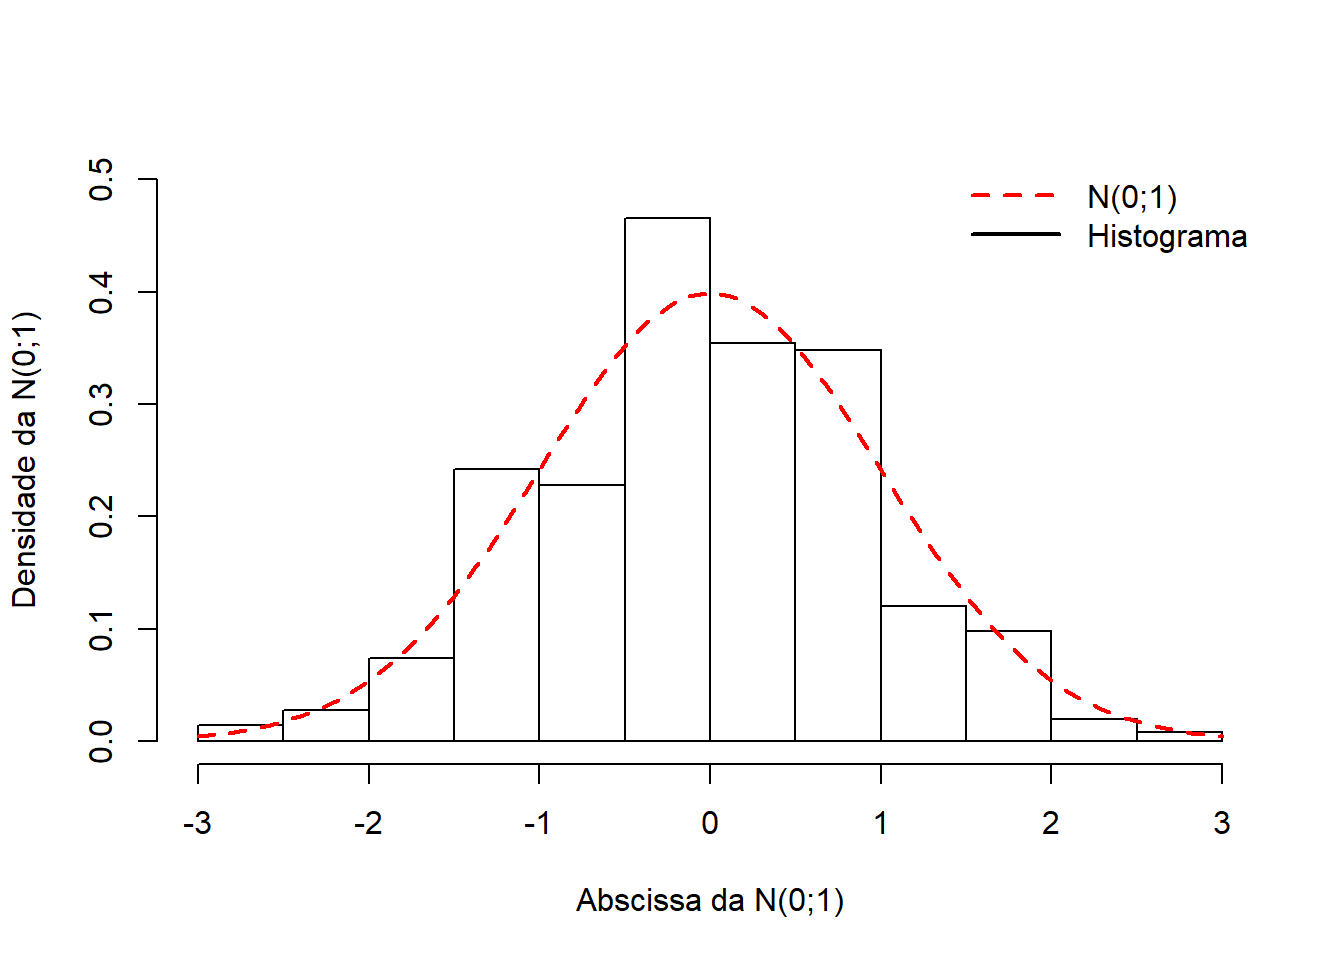 N(0;1)
Histograma
Densidade da N(0;1)
0.5
0.4
0.3
0.2
0.1
0.0
-3 -2 -1 0 1 2 3
Abscissa da N(0;1)